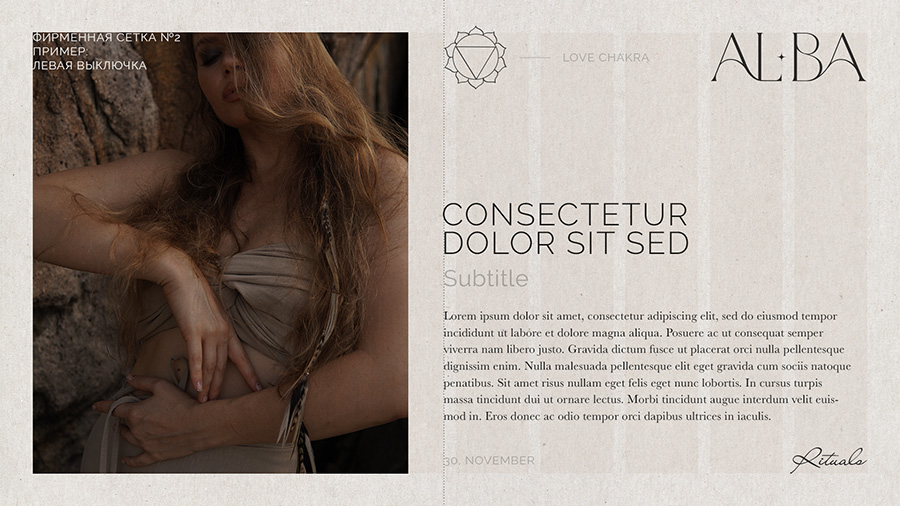 ФИРМЕННАЯ СЕТКА №2
ПРИМЕР:
ЛЕВАЯ ВЫКЛЮЧКА
LOVE CHAKRA
AL·BA
CONSECTETUR
DOLOR SIT SED
Subtitle
Lorem ipsum dolor sit amet, consectetur adipiscing elit, sed do eiusmod tempor
incididunt ut labore et dolore magna aliqua. Posuere ac ut consequat semper
viverra nam libero justo. Gravida dictum fusce ut placerat orci nulla pellentesque
dignissim enim. Nulla malesuada pellentesque elit eget gravida cum sociis natoque
penatibus. Sit amet risus nullam eget felis eget nunc lobortis. In cursus turpis
massa tincidunt dui ut ornare lectus. Morbi tincidunt augue interdum velit euis-
mod in. Eros donec ac odio tempor orci dapibus ultrices in iaculis.
30. NOVEMBER
Rituals